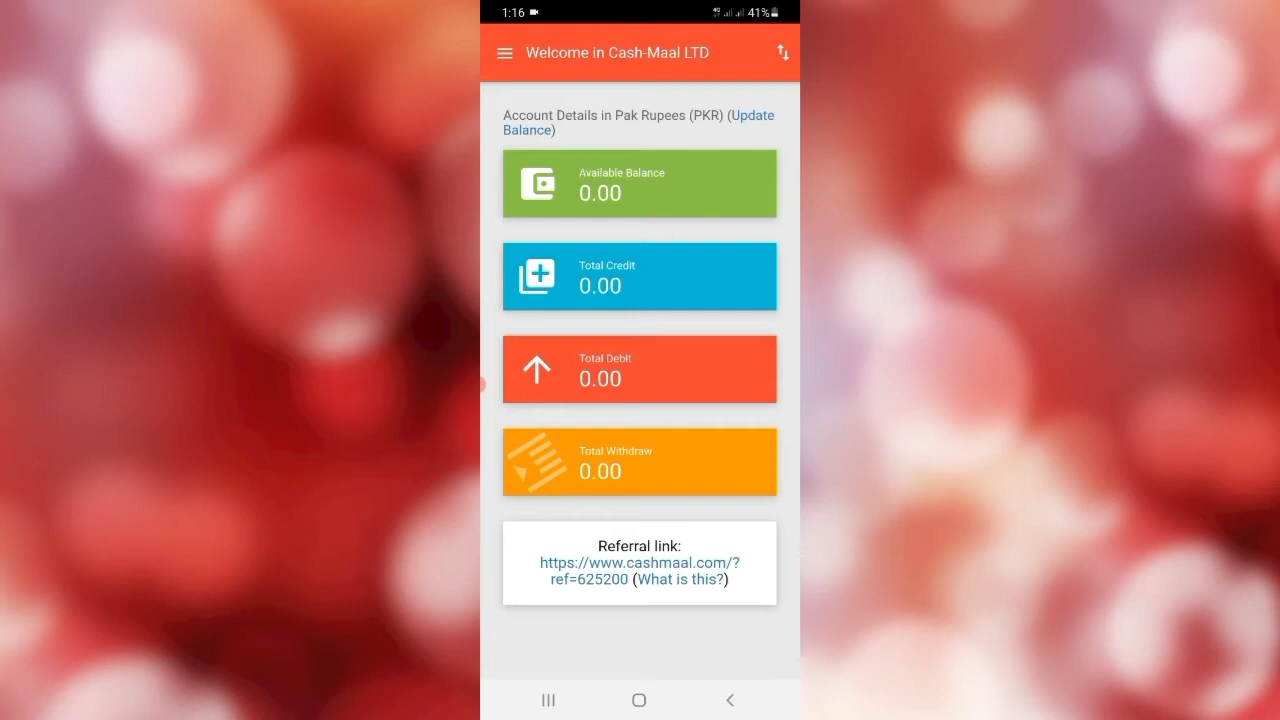 1:16
4G 41%
Welcome in Cash-Maal LTD
Account Details in Pak Rupees (PKR) (Update
Balance)
Available Balance
0.00
Total Credit
0.00
Total Debit
0.00
Total Withdraw
0.00
Referral link:
https://www.cashmaal.com/?
ref=625200 (What is this?)